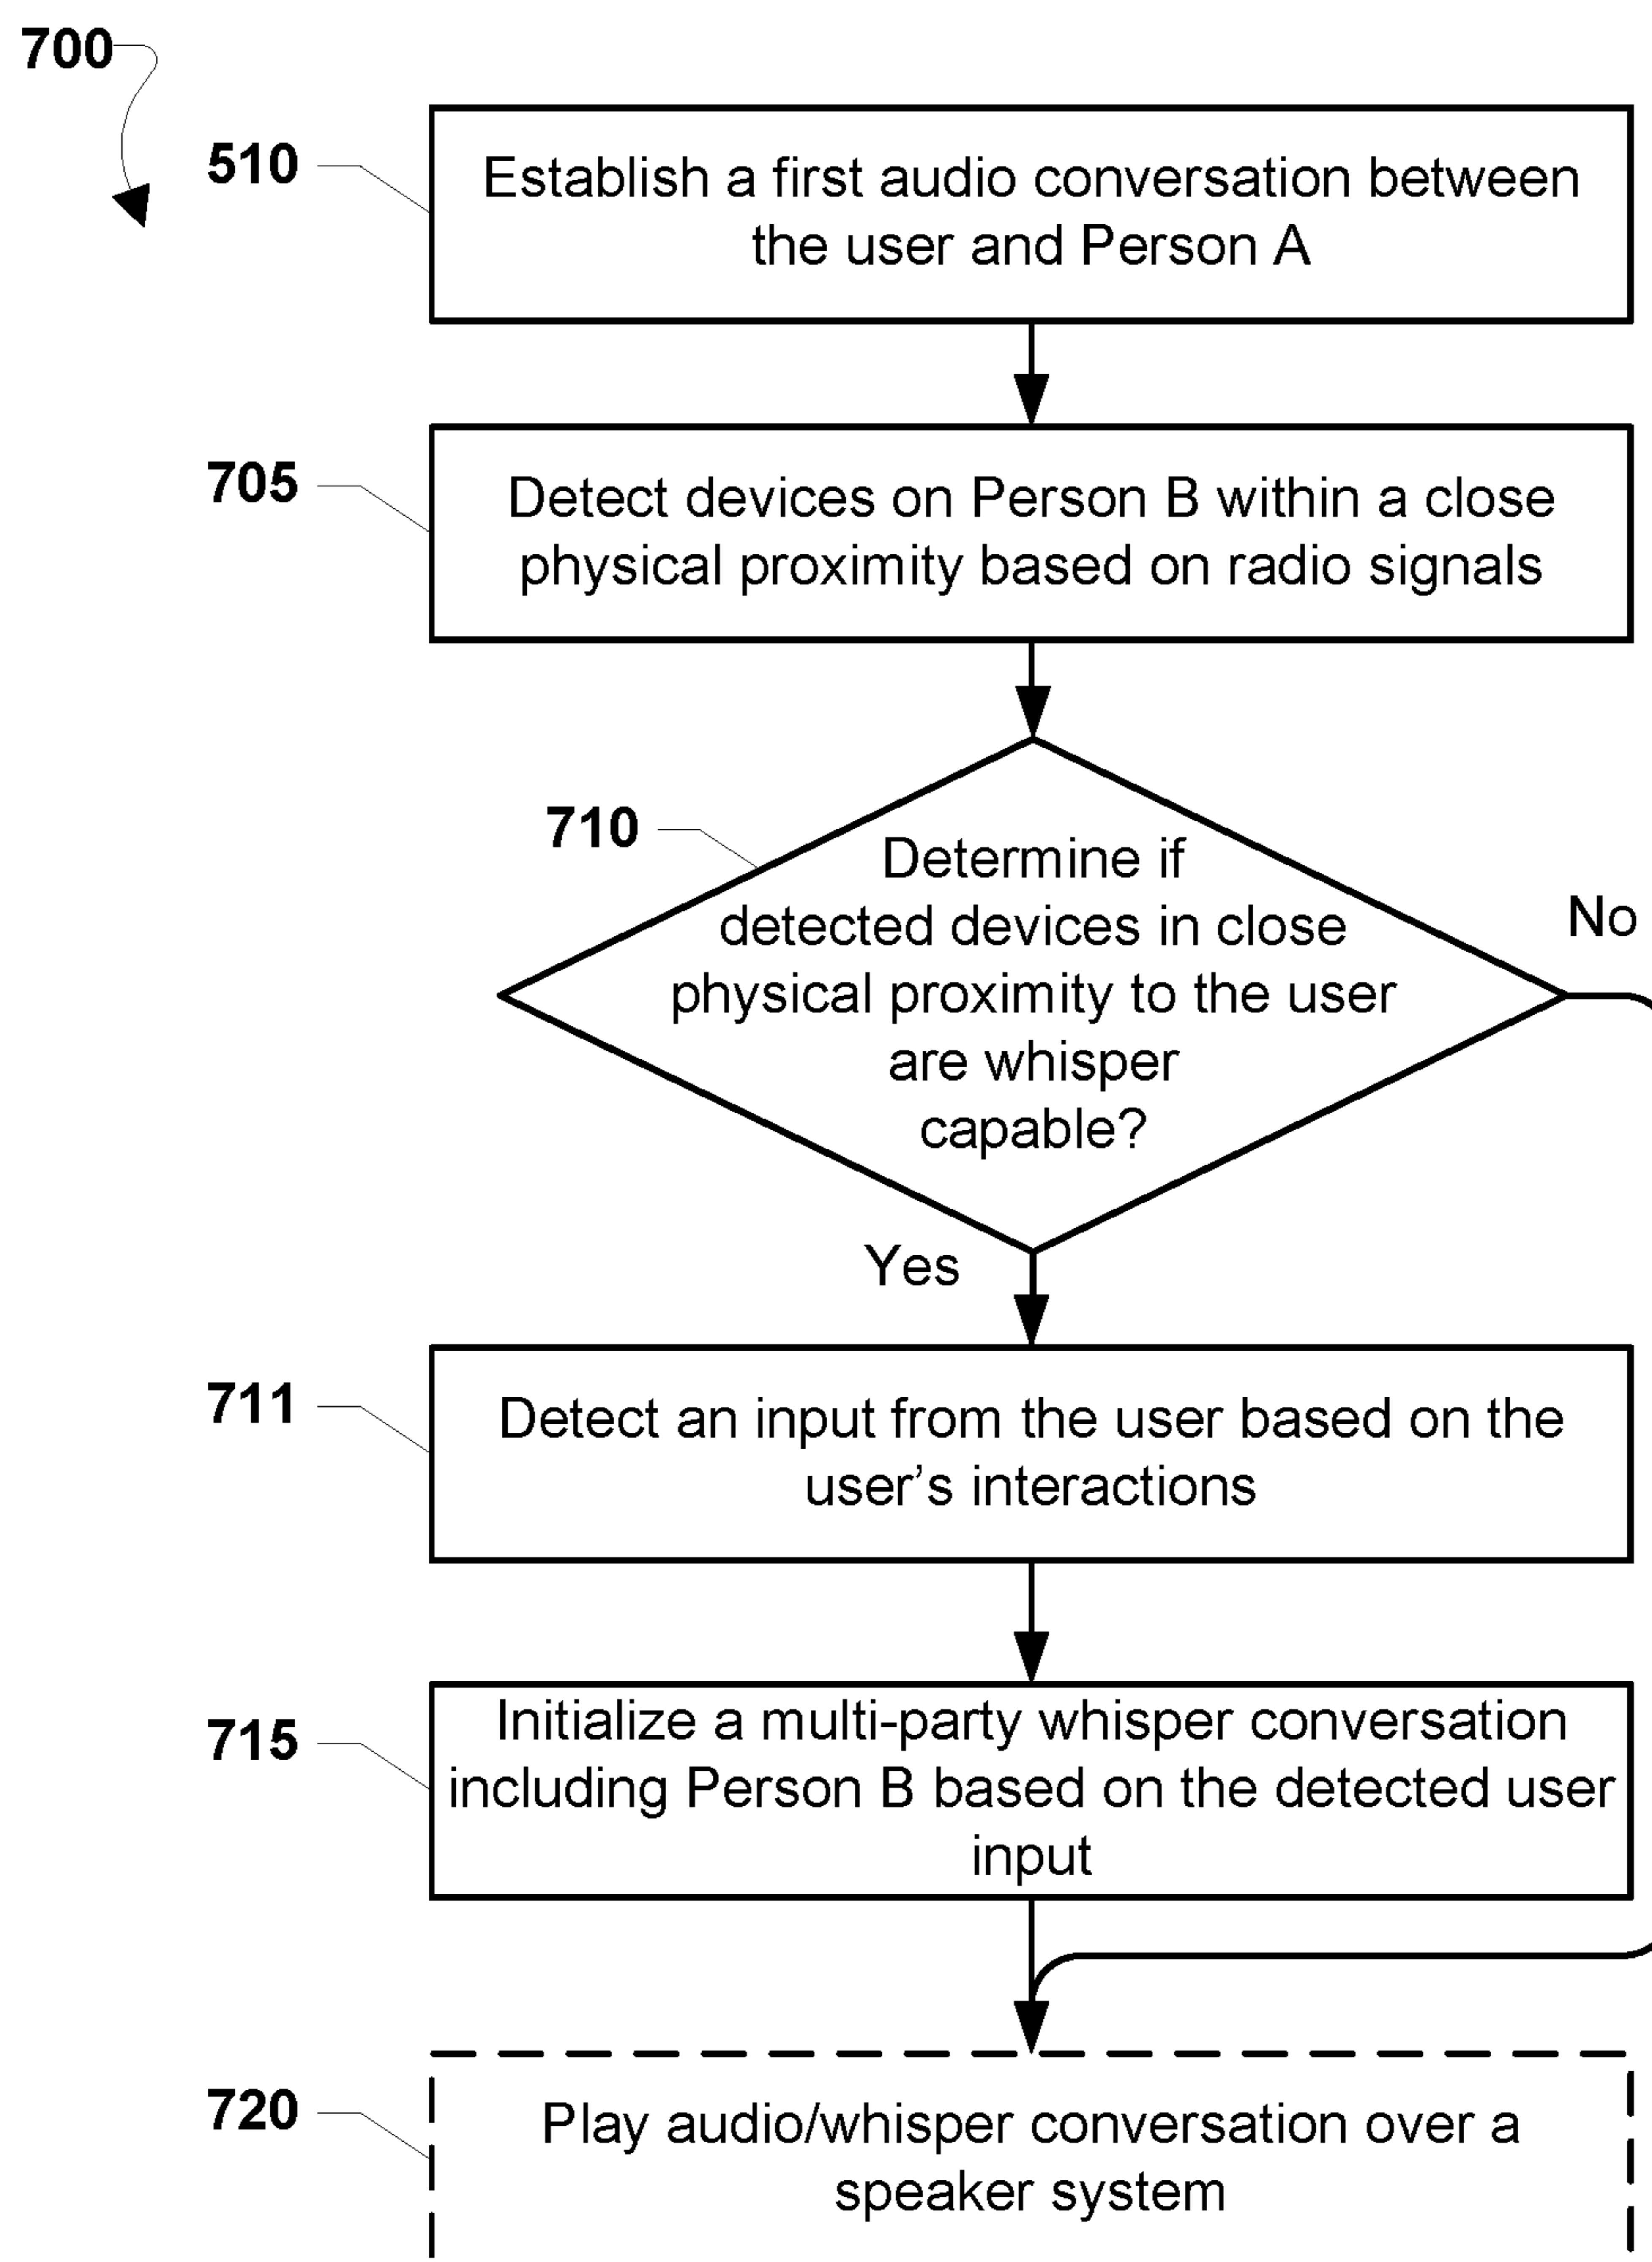 700
510
Establish a first audio conversation between
the user and Person A
705
Detect devices on Person B within a close
physical proximity based on radio signals
710
Determine if
detected devices in close
physical proximity to the user
are whisper
capable?
No
Yes
711
Detect an input from the user based on the
user’s interactions
715
Initialize a multi-party whisper conversation
including Person B based on the detected user
input
720
Play audio/whisper conversation over a
speaker system